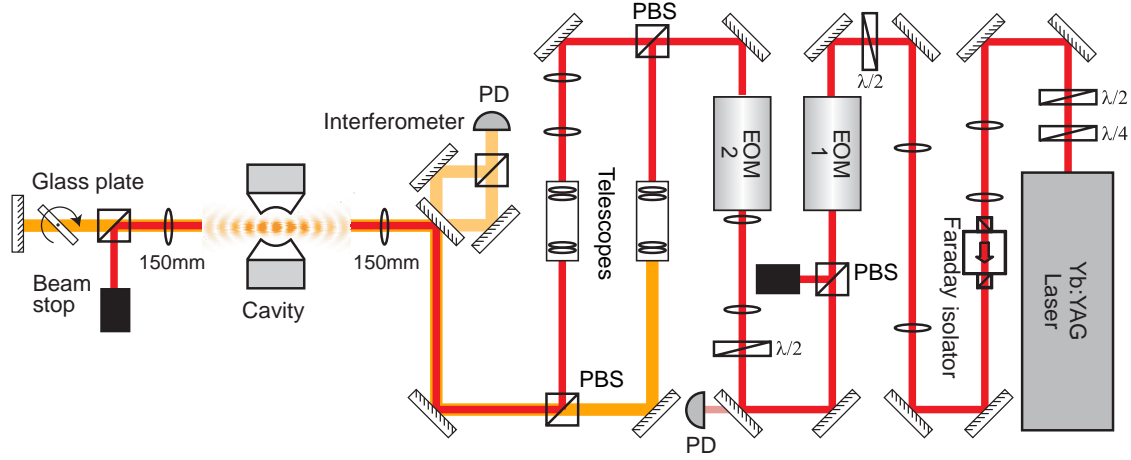 PBS
λ/2
PD
Interferometer
λ/2
λ/4
EOM
2
EOM
1
Glass plate
Telescopes
150mm
150mm
Beam
stop
Cavity
PBS
Faraday isolator
Yb:YAG
Laser
λ/2
PBS
PD